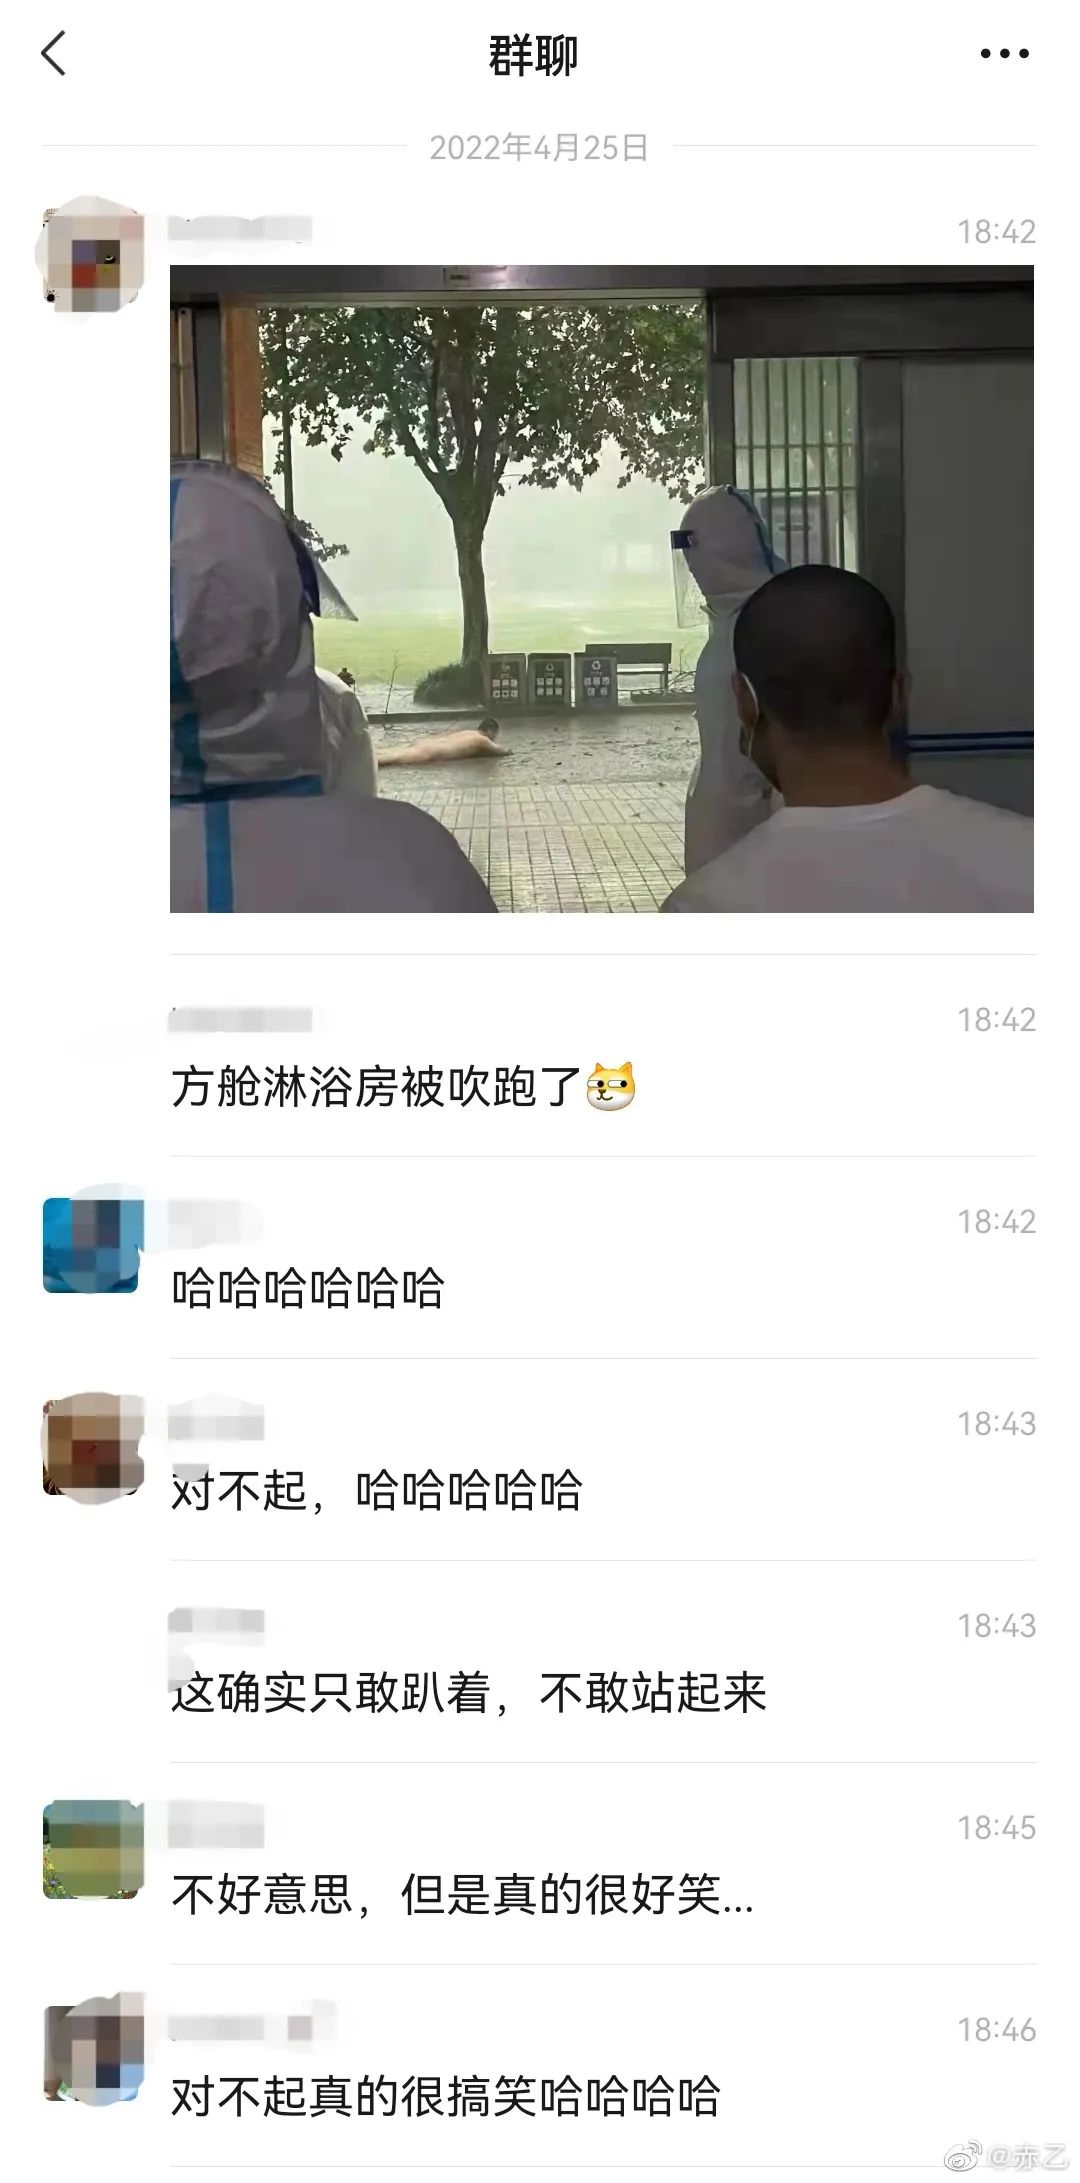 群聊
2022年4月25日
18:42
18:42
方舱淋浴房被吹跑了
18:42
哈哈哈哈哈哈
18:43
对不起，哈哈哈哈哈
18:43
这确实只敢趴着，不敢站起来
18:45
不好意思，但是真的很好笑...
18:46
对不起真的很搞笑哈哈哈哈
@赤乙